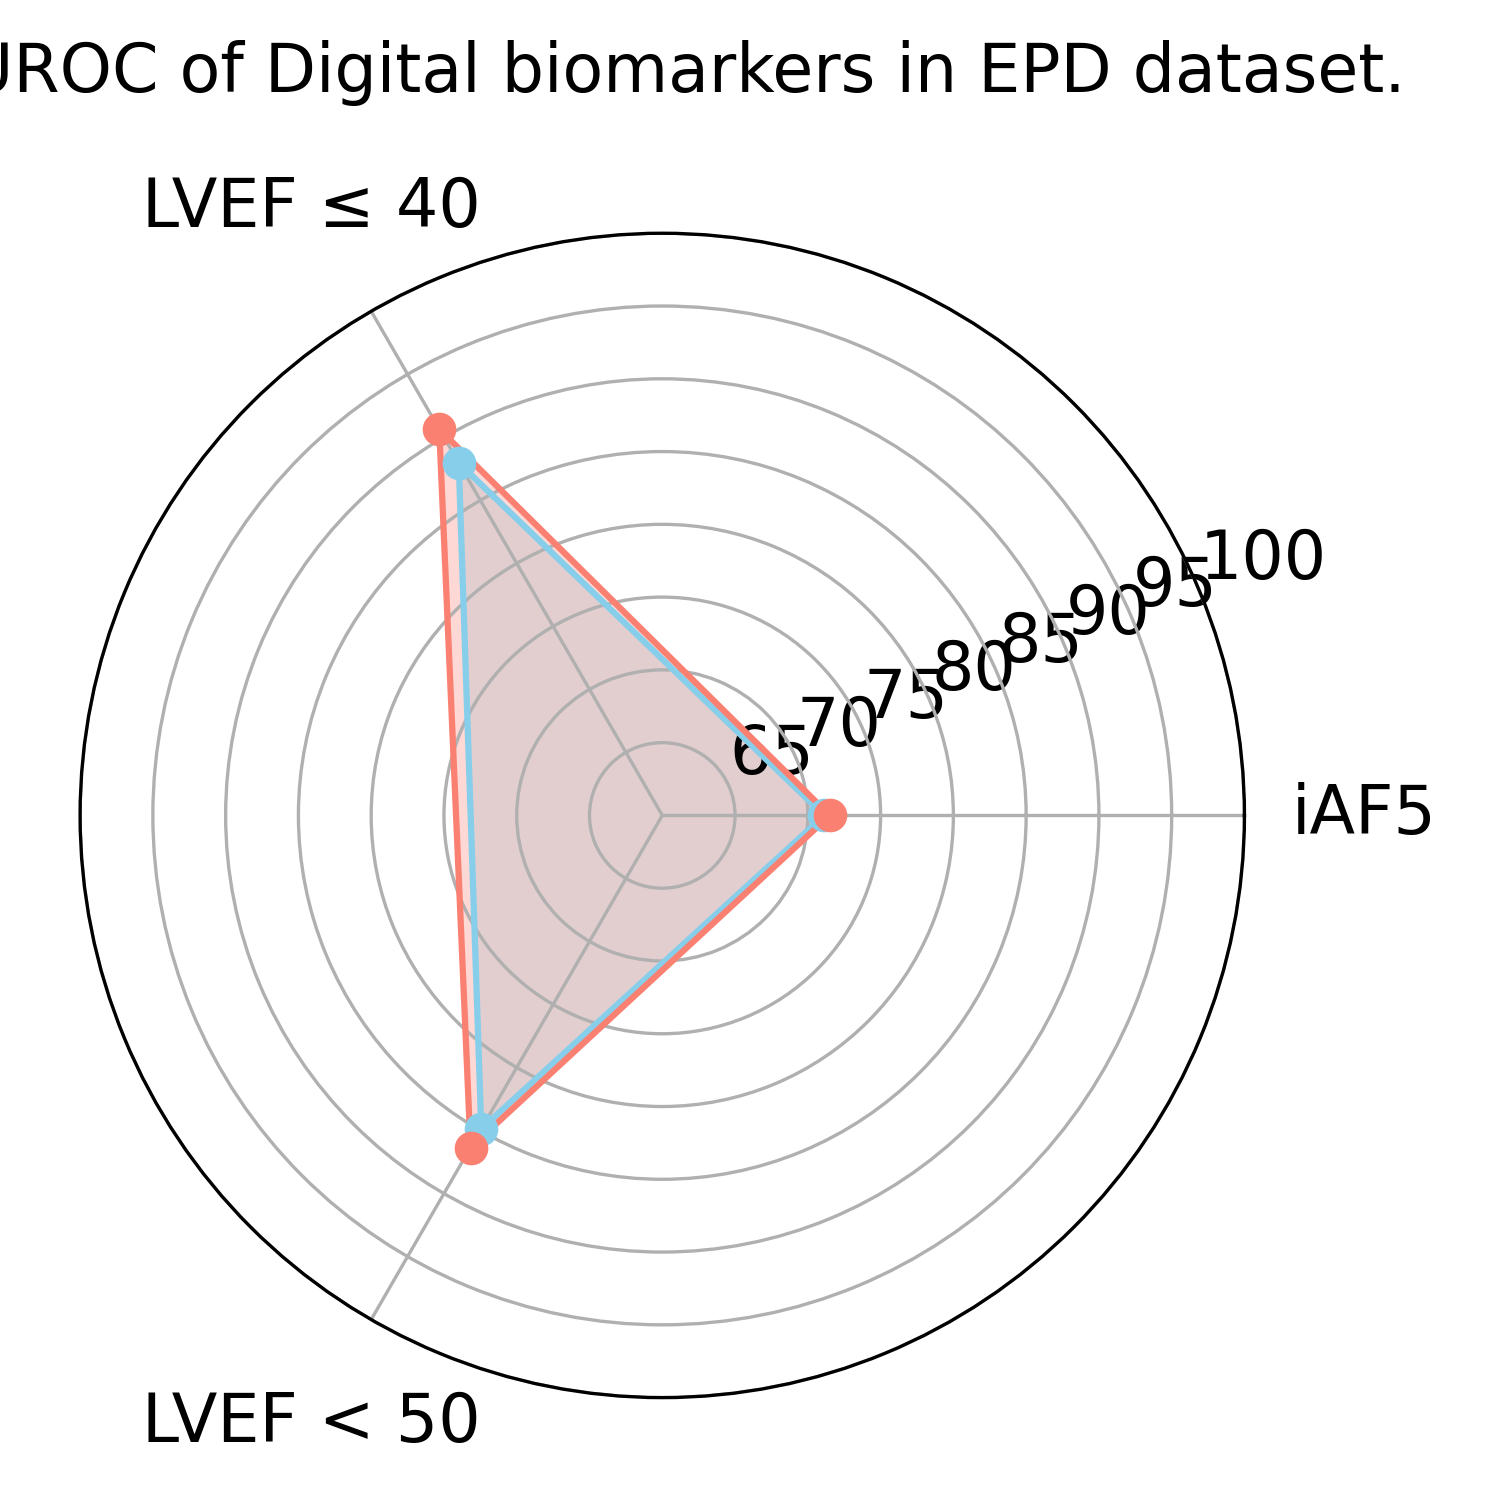 UROC of Digital biomarkers in EPD dataset.
LVEF ≤ 40
100
95
90
85
80
75
70
65
iAF5
LVEF < 50